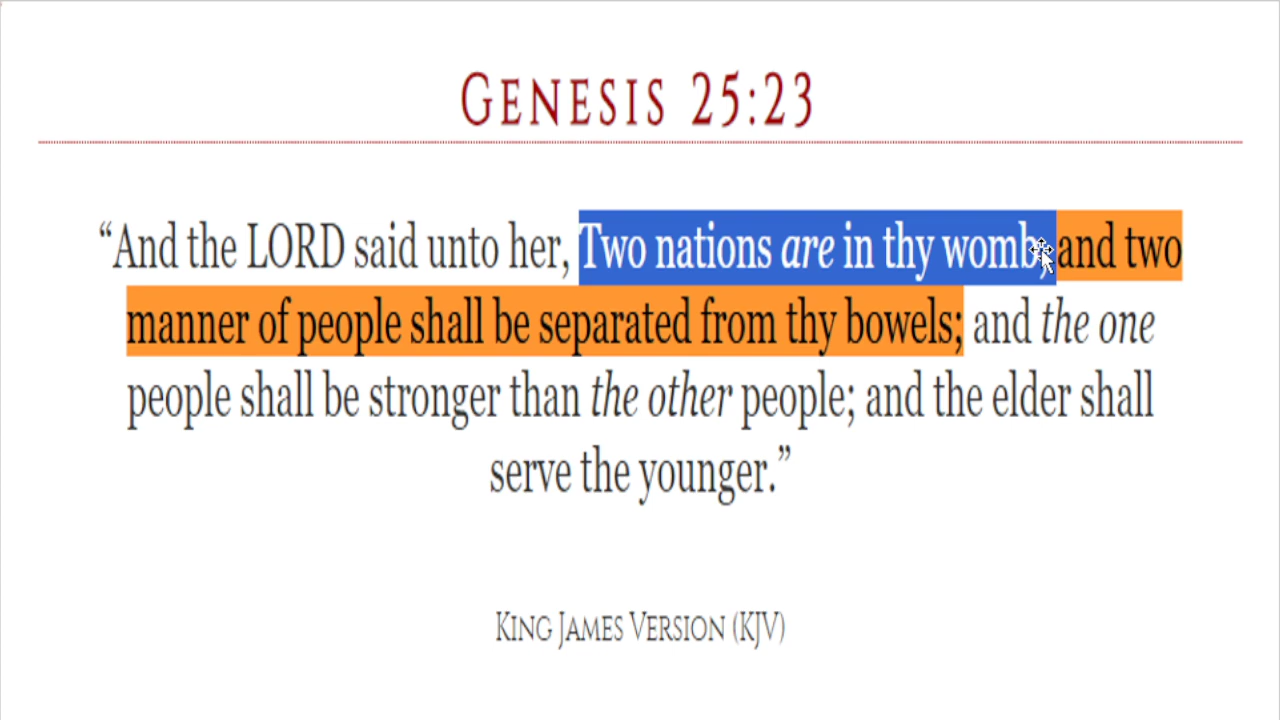 GENESIS 25:23
“And the LORD said unto her, Two nations are in thy womb, and two
manner of people shall be separated from thy bowels; and the one
people shall be stronger than the other people; and the elder shall
serve the younger.”
KING JAMES VERSION (KJV)